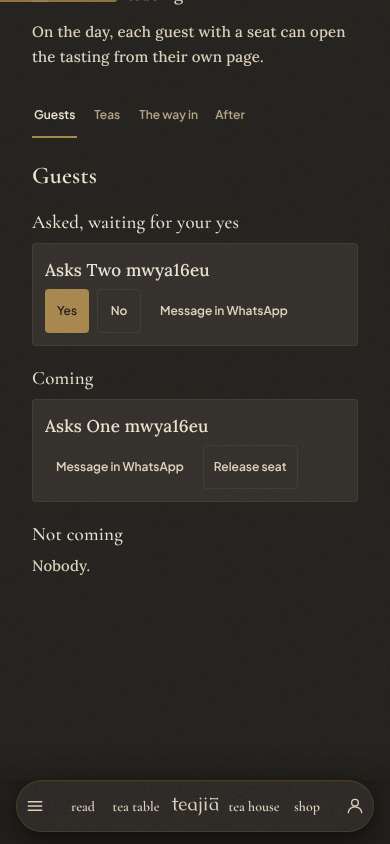 On the day, each guest with a seat can open
the tasting from their own page.
Guests Teas The way in After
Guests
Asked, waiting for your yes
Asks Two mwya16eu
Yes No Message in WhatsApp
Coming
Asks One mwya16eu
Message in WhatsApp Release seat
Not coming
Nobody.
read tea table teajiā tea house shop